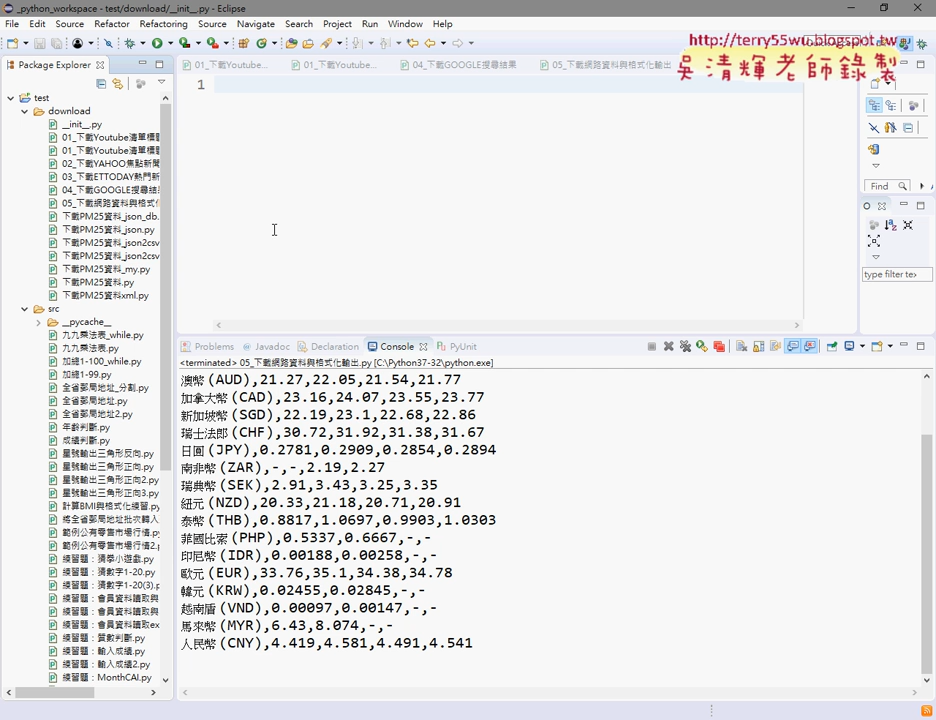 _python_workspace - test/download/__init__.py - Eclipse
File Edit Source Refactor Refactoring Source Navigate Search Project Run Window Help
http://terry55wu.blogspot.tw
吳清輝老師錄製
Package Explorer
01_下載Youtube...
01_下載Youtube...
04_下載GOOGLE搜尋結果
05_下載網路資料與格式化輸出
1
test
download
__init__.py
01_下載Youtube清單標題
01_下載Youtube清單標題
02_下載YAHOO焦點新聞
03_下載ETTODAY熱門新
04_下載GOOGLE搜尋結
05_下載網路資料與格式化
下載PM25資料_json_db.
下載PM25資料_json.py
下載PM25資料_json2csv
下載PM25資料_json2csv
下載PM25資料_my.py
下載PM25資料.py
下載PM25資料xml.py
src
__pycache__
九九乘法表_while.py
九九乘法表.py
加總1-100_while.py
加總1-99.py
全省郵局地址_分割.py
全省郵局地址.py
全省郵局地址2.py
年齡判斷.py
成績判斷.py
星號輸出三角形反向.py
星號輸出三角形正向.py
星號輸出三角形正向2.py
星號輸出三角形正向3.py
計算BMI與格式化練習.py
將全省郵局地址批次轉入
範例公有零售市場行情.py
範例公有零售市場行情2.p
練習題：猜學小遊戲.py
練習題：猜數字1-20.py
練習題：猜數字1-20(3).p
練習題：會員資料讀取與
練習題：會員資料讀取與
練習題：會員資料讀取ex
練習題：質數判斷.py
練習題：輸入成績.py
練習題：輸入成績2.py
練習題：MonthCAl.py
Find
type filter te
Problems Javadoc Declaration Console PyUnit
<terminated> 05_下載網路資料與格式化輸出.py [C:\Python37-32\python.exe]
澳幣(AUD),21.27,22.05,21.54,21.77
加拿大幣(CAD),23.16,24.07,23.55,23.77
新加坡幣(SGD),22.19,23.1,22.68,22.86
瑞士法郎(CHF),30.72,31.92,31.38,31.67
日圓(JPY),0.2781,0.2909,0.2854,0.2894
南非幣(ZAR),-,-,2.19,2.27
瑞典幣(SEK),2.91,3.43,3.25,3.35
紐元(NZD),20.33,21.18,20.71,20.91
泰幣(THB),0.8817,1.0697,0.9903,1.0303
菲國比索(PHP),0.5337,0.6667,-,-
印尼幣(IDR),0.00188,0.00258,-,-
歐元(EUR),33.76,35.1,34.38,34.78
韓元(KRW),0.02455,0.02845,-,-
越南盾(VND),0.00097,0.00147,-,-
馬來幣(MYR),6.43,8.074,-,-
人民幣(CNY),4.419,4.581,4.491,4.541